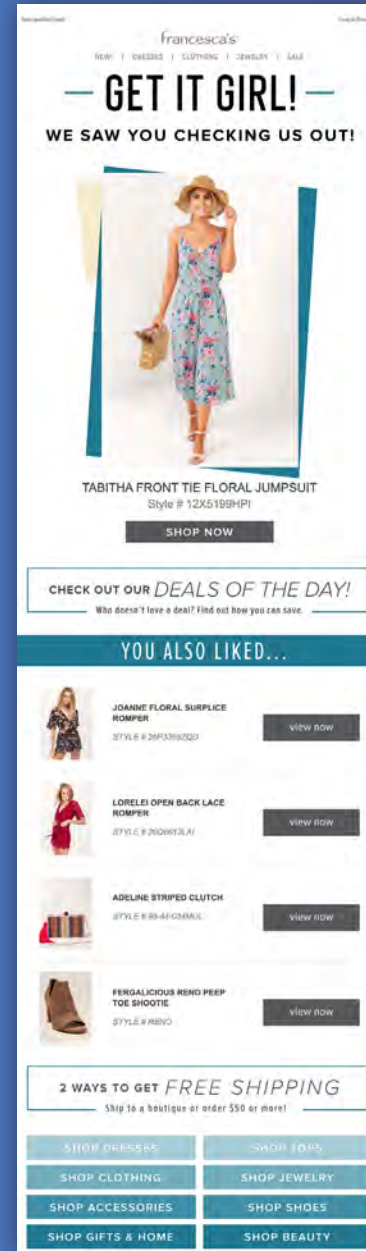 francesca's
NEW! | DRESSES | CLOTHING | JEWELRY | SALE
GET IT GIRL!
WE SAW YOU CHECKING US OUT!
TABITHA FRONT TIE FLORAL JUMPSUIT
Style # 12X5199HPI
SHOP NOW
CHECK OUT OUR DEALS OF THE DAY!
Who doesn't love a deal? Find out how you can save.
YOU ALSO LIKED...
JOANNE FLORAL SURPLICE
ROMPER
STYLE #
view now
LORELEI OPEN BACK LACE
ROMPER
STYLE #
view now
ADELINE STRIPED CLUTCH
STYLE #
view now
FERGALICIOUS RENO PEEP
TOE SHOOTIE
STYLE # RENO
view now
2 WAYS TO GET FREE SHIPPING
Ship to a boutique or order $50 or more!
SHOP DRESSES SHOP TOPS
SHOP CLOTHING SHOP JEWELRY
SHOP ACCESSORIES SHOP SHOES
SHOP GIFTS & HOME SHOP BEAUTY